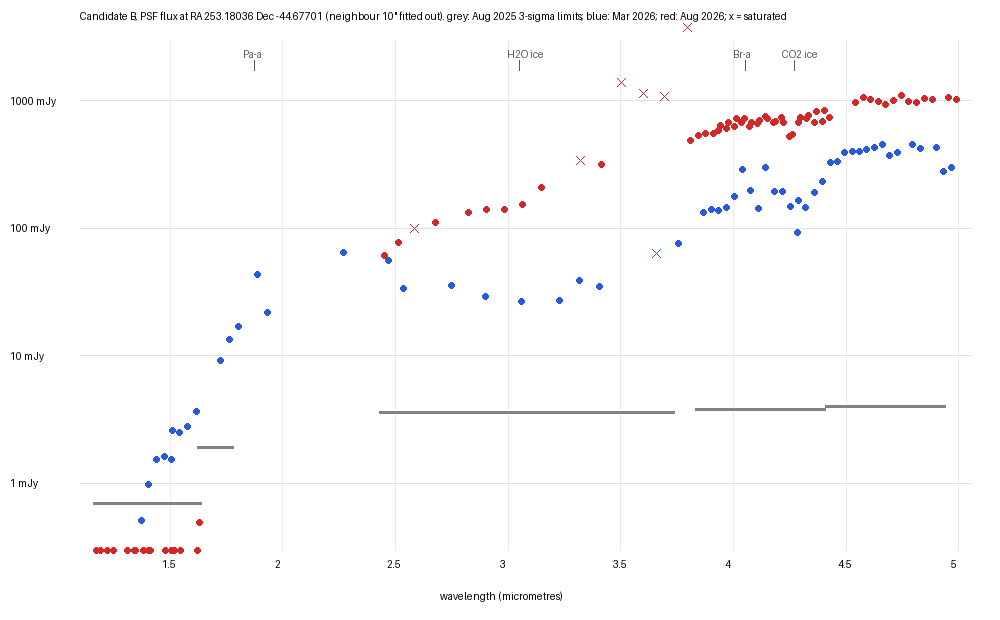 Candidate B, PSF flux at RA 253.18036 Dec -44.67701 (neighbour 10" fitted out). grey: Aug 2025 3-sigma limits; blue: Mar 2026; red: Aug 2026; x = saturated
Pa-a
H2O ice
Br-a
CO2 ice
1000 mJy
100 mJy
10 mJy
1 mJy
1.5
2
2.5
3
3.5
4
4.5
5
wavelength (micrometres)